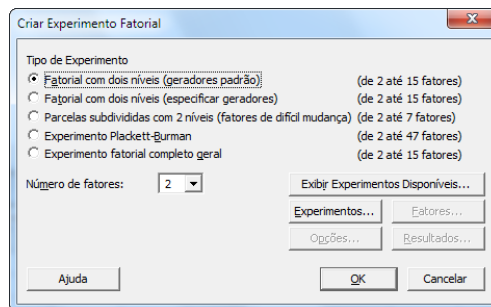 Criar Experimento Fatorial
Tipo de Experimento
Fatorial com dois níveis (geradores padrão) (de 2 até 15 fatores)
Fatorial com dois níveis (especificar geradores) (de 2 até 15 fatores)
Parcelas subdivididas com 2 níveis (fatores de difícil mudança) (de 2 até 7 fatores)
Experimento Plackett-Burman (de 2 até 47 fatores)
Experimento fatorial completo geral (de 2 até 15 fatores)
Número de fatores: 2 Exibir Experimentos Disponíveis...
Experimentos... Fatores...
Opções... Resultados...
Ajuda OK Cancelar